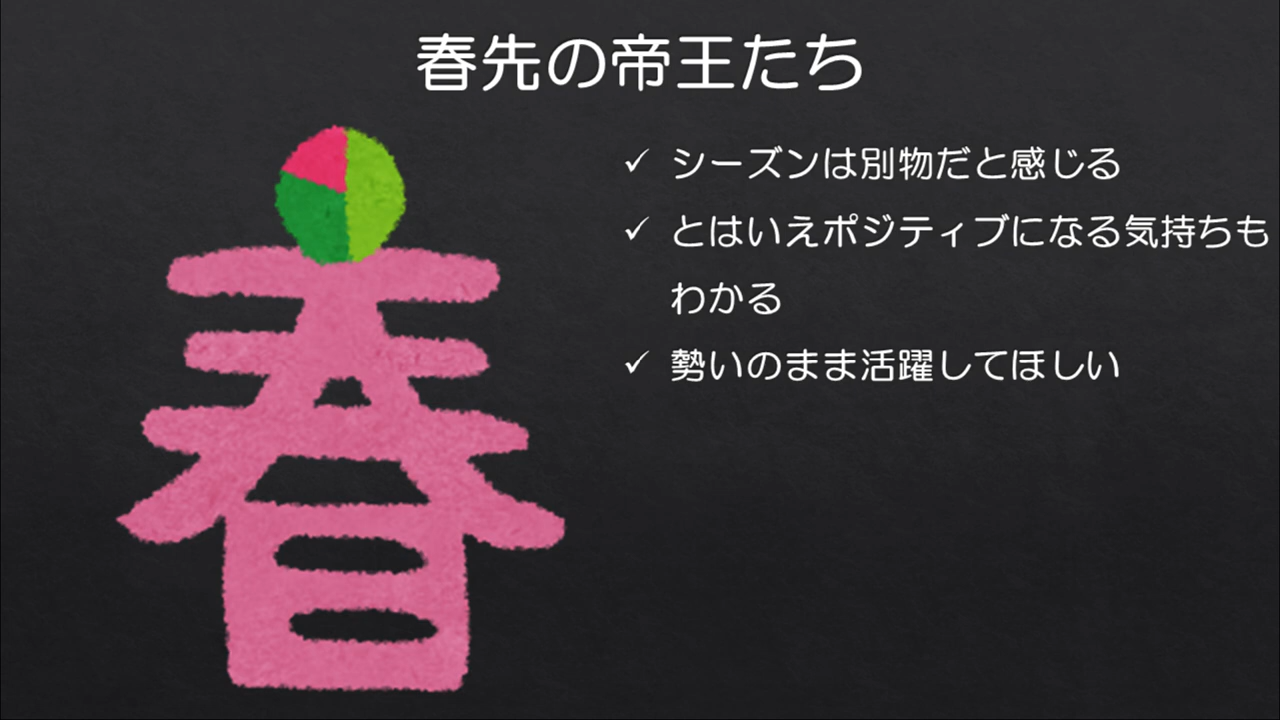 春先の帝王たち
春
✓ シーズンは別物だと感じる
✓ とはいえポジティブになる気持ちも
わかる
✓ 勢いのまま活躍してほしい